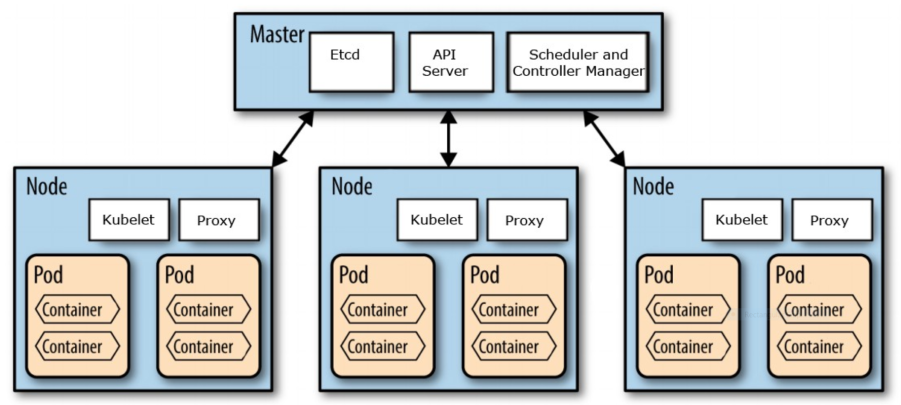 Master
Etcd
API
Server
Scheduler and
Controller Manager
Node
Kubelet
Proxy
Pod
Container
Container
Pod
Container
Container
Node
Kubelet
Proxy
Pod
Container
Container
Pod
Container
Container
Node
Kubelet
Proxy
Pod
Container
Container
Pod
Container
Container